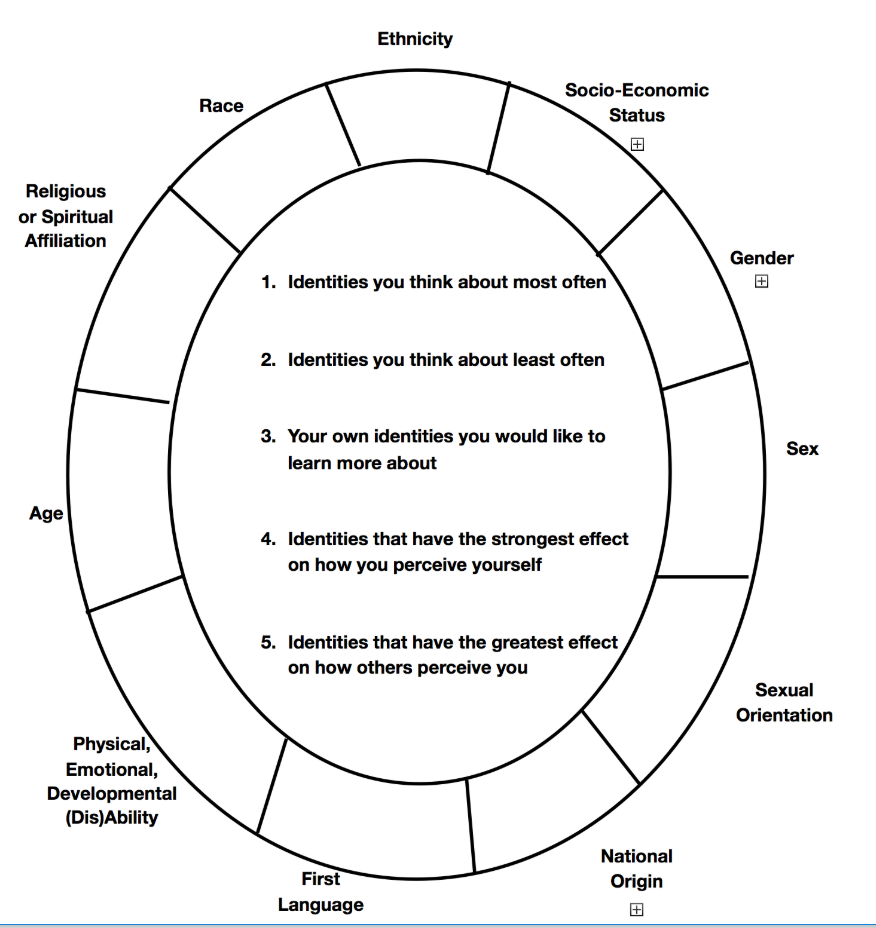 Ethnicity
Socio-Economic
Status
Race
Religious
or Spiritual
Affiliation
Gender
1. Identities you think about most often
2. Identities you think about least often
3. Your own identities you would like to
learn more about
Sex
Age
4. Identities that have the strongest effect
on how you perceive yourself
5. Identities that have the greatest effect
on how others perceive you
Sexual
Orientation
Physical,
Emotional,
Developmental
(Dis)Ability
National
Origin
First
Language